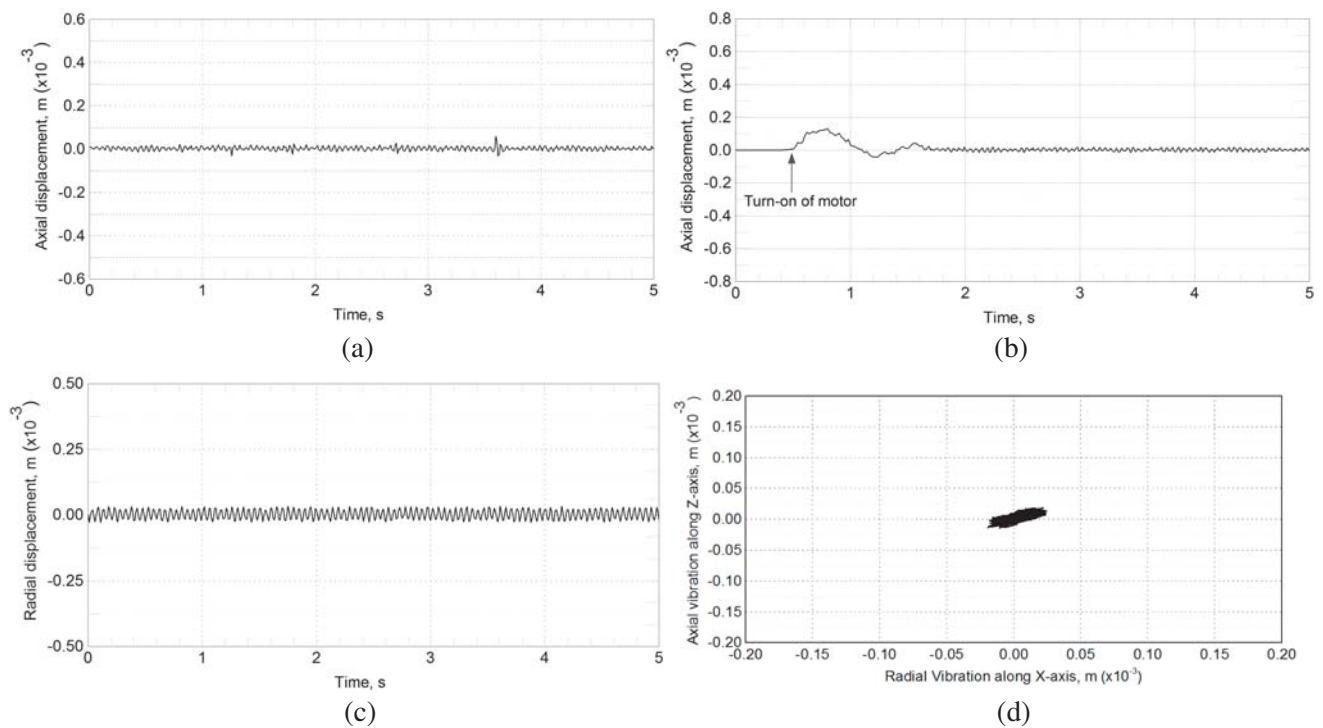 Axial displacement, m (x10^-3)
0.6
0.4
0.2
0.0
-0.2
-0.4
-0.6
0 1 2 3 4 5
Time, s
(a)
Axial displacement, m (x10^-3)
0.8
0.6
0.4
0.2
0.0
-0.2
-0.4
-0.6
-0.8
Turn-on of motor
0 1 2 3 4 5
Time, s
(b)
Radial displacement, m (x10^-3)
0.50
0.25
0.00
-0.25
-0.50
0 1 2 3 4 5
Time, s
(c)
Axial vibration along Z-axis, m (x10^-3)
0.20
0.15
0.10
0.05
0.00
-0.05
-0.10
-0.15
-0.20
-0.20 -0.15 -0.10 -0.05 0.00 0.05 0.10 0.15 0.20
Radial Vibration along X-axis, m (x10^-3)
(d)